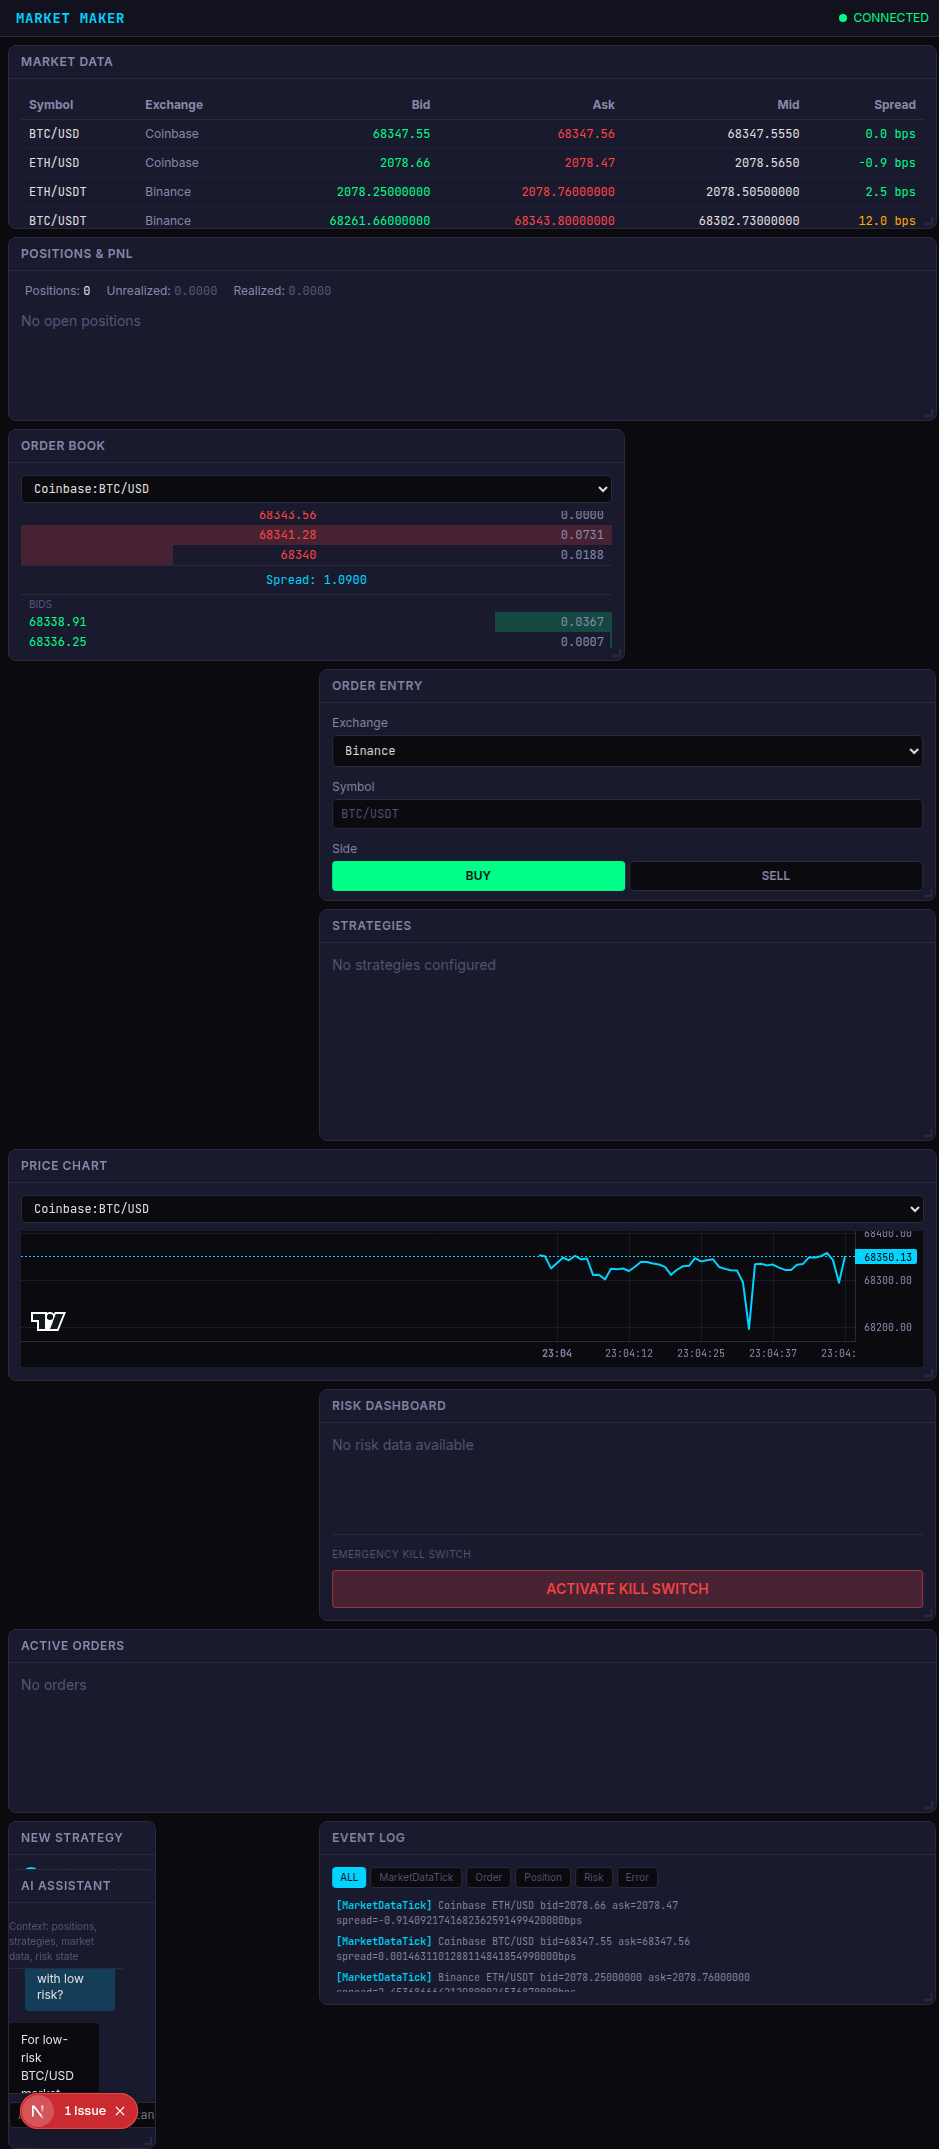 MARKET MAKER
CONNECTED
MARKET DATA
Symbol Exchange Bid Ask Mid Spread
BTC/USD Coinbase 68347.55 68347.56 68347.5550 0.0 bps
ETH/USD Coinbase 2078.66 2078.47 2078.5650 -0.9 bps
ETH/USDT Binance 2078.25000000 2078.76000000 2078.50500000 2.5 bps
BTC/USDT Binance 68261.66000000 68343.80000000 68302.73000000 12.0 bps
POSITIONS & PNL
Positions: 0 Unrealized: 0.0000 Realized: 0.0000
No open positions
ORDER BOOK
Coinbase:BTC/USD
68343.56 0.0000
68341.28 0.0731
68340 0.0188
Spread: 1.0900
BIDS
68338.91 0.0367
68336.25 0.0007
ORDER ENTRY
Exchange
Binance
Symbol
BTC/USDT
Side
BUY SELL
STRATEGIES
No strategies configured
PRICE CHART
Coinbase:BTC/USD
68400.00
68350.13
68300.00
68200.00
23:04 23:04:12 23:04:25 23:04:37 23:04:
RISK DASHBOARD
No risk data available
EMERGENCY KILL SWITCH
ACTIVATE KILL SWITCH
ACTIVE ORDERS
No orders
NEW STRATEGY
AI ASSISTANT
Context: positions,
strategies, market
data, risk state
with low
risk?
For low-
risk
BTC/USD
market
1 Issue
EVENT LOG
ALL MarketDataTick Order Position Risk Error
[MarketDataTick] Coinbase ETH/USD bid=2078.66 ask=2078.47
spread=-0.9140921741682362591499420000bps
[MarketDataTick] Coinbase BTC/USD bid=68347.55 ask=68347.56
spread=0.0014631101288114841854990000bps
[MarketDataTick] Binance ETH/USDT bid=2078.25000000 ask=2078.76000000